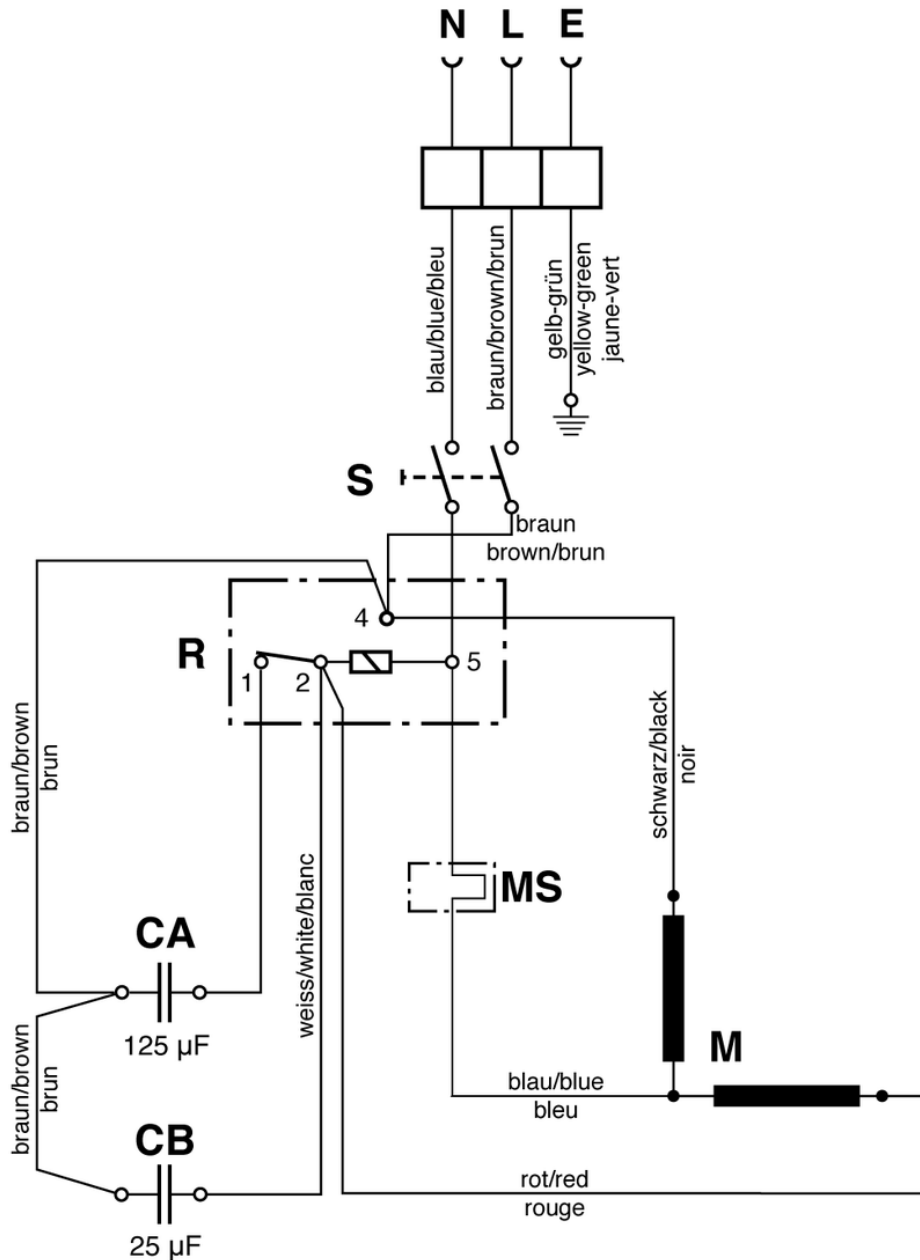 N L E
blau/blue/bleu
braun/brown/brun
gelb-grün
yellow-green
jaune-vert
S
braun
brown/brun
4
R
1
2
5
braun/brown
brun
schwarz/black
noir
weiss/white/blanc
MS
CA
125 µF
M
braun/brown
brun
blau/blue
bleu
CB
25 µF
rot/red
rouge